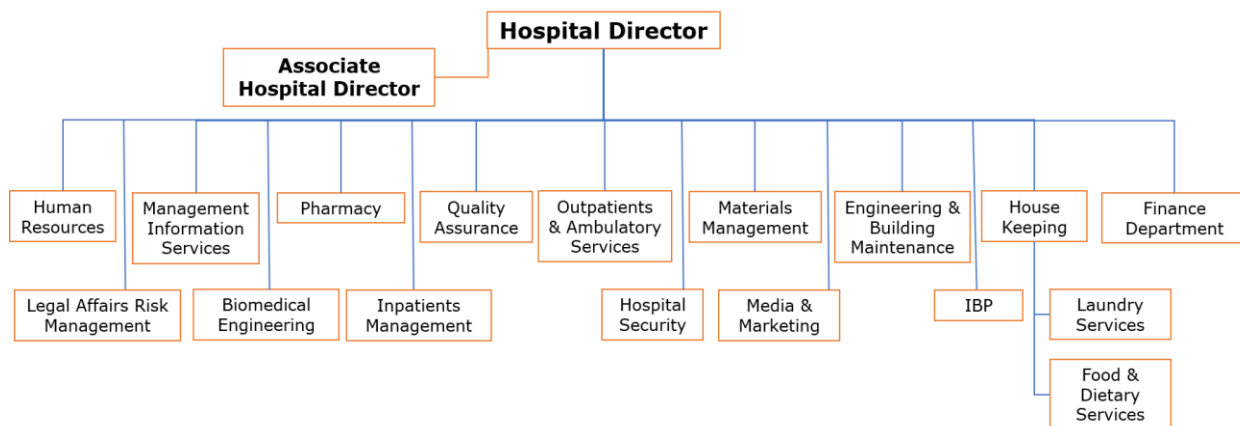 Hospital Director
Associate
Hospital Director
Human
Resources
Management
Information
Services
Pharmacy
Quality
Assurance
Outpatients
& Ambulatory
Services
Materials
Management
Engineering &
Building
Maintenance
House
Keeping
Finance
Department
Legal Affairs Risk
Management
Biomedical
Engineering
Inpatients
Management
Hospital
Security
Media &
Marketing
IBP
Laundry
Services
Food &
Dietary
Services